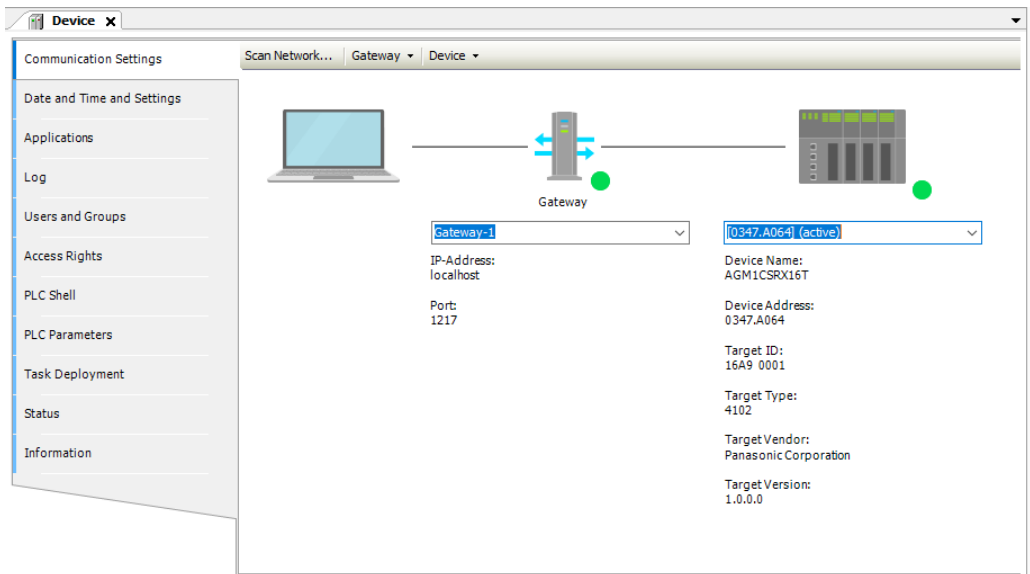 Device
Communication Settings
Date and Time and Settings
Applications
Log
Users and Groups
Access Rights
PLC Shell
PLC Parameters
Task Deployment
Status
Information
Scan Network...
Gateway
Device
Gateway
Gateway-1
IP-Address:
localhost
Port:
1217
[0347.A064] (active)
Device Name:
AGM1CSRX16T
Device Address:
0347.A064
Target ID:
16A9 0001
Target Type:
4102
Target Vendor:
Panasonic Corporation
Target Version:
1.0.0.0